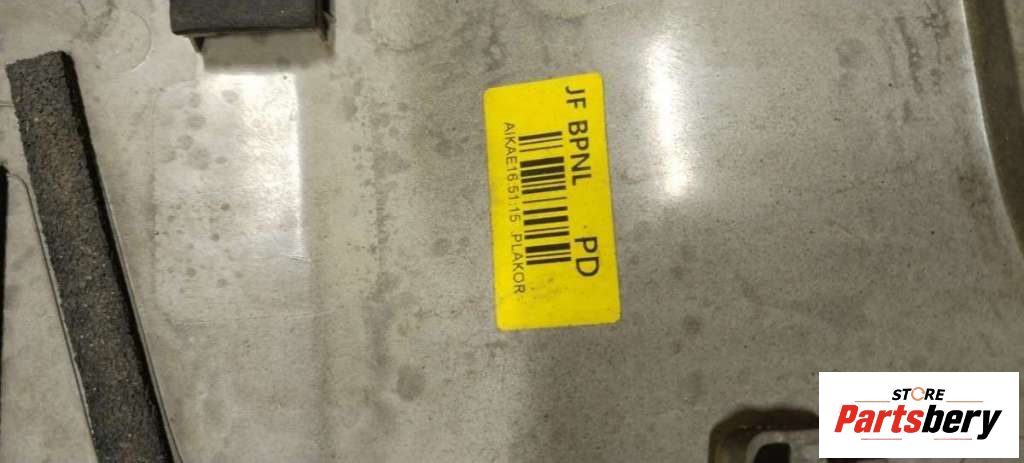 JF BPNL PD
AIKAE16:51:15 PLAKOR
STORE
Partsbery